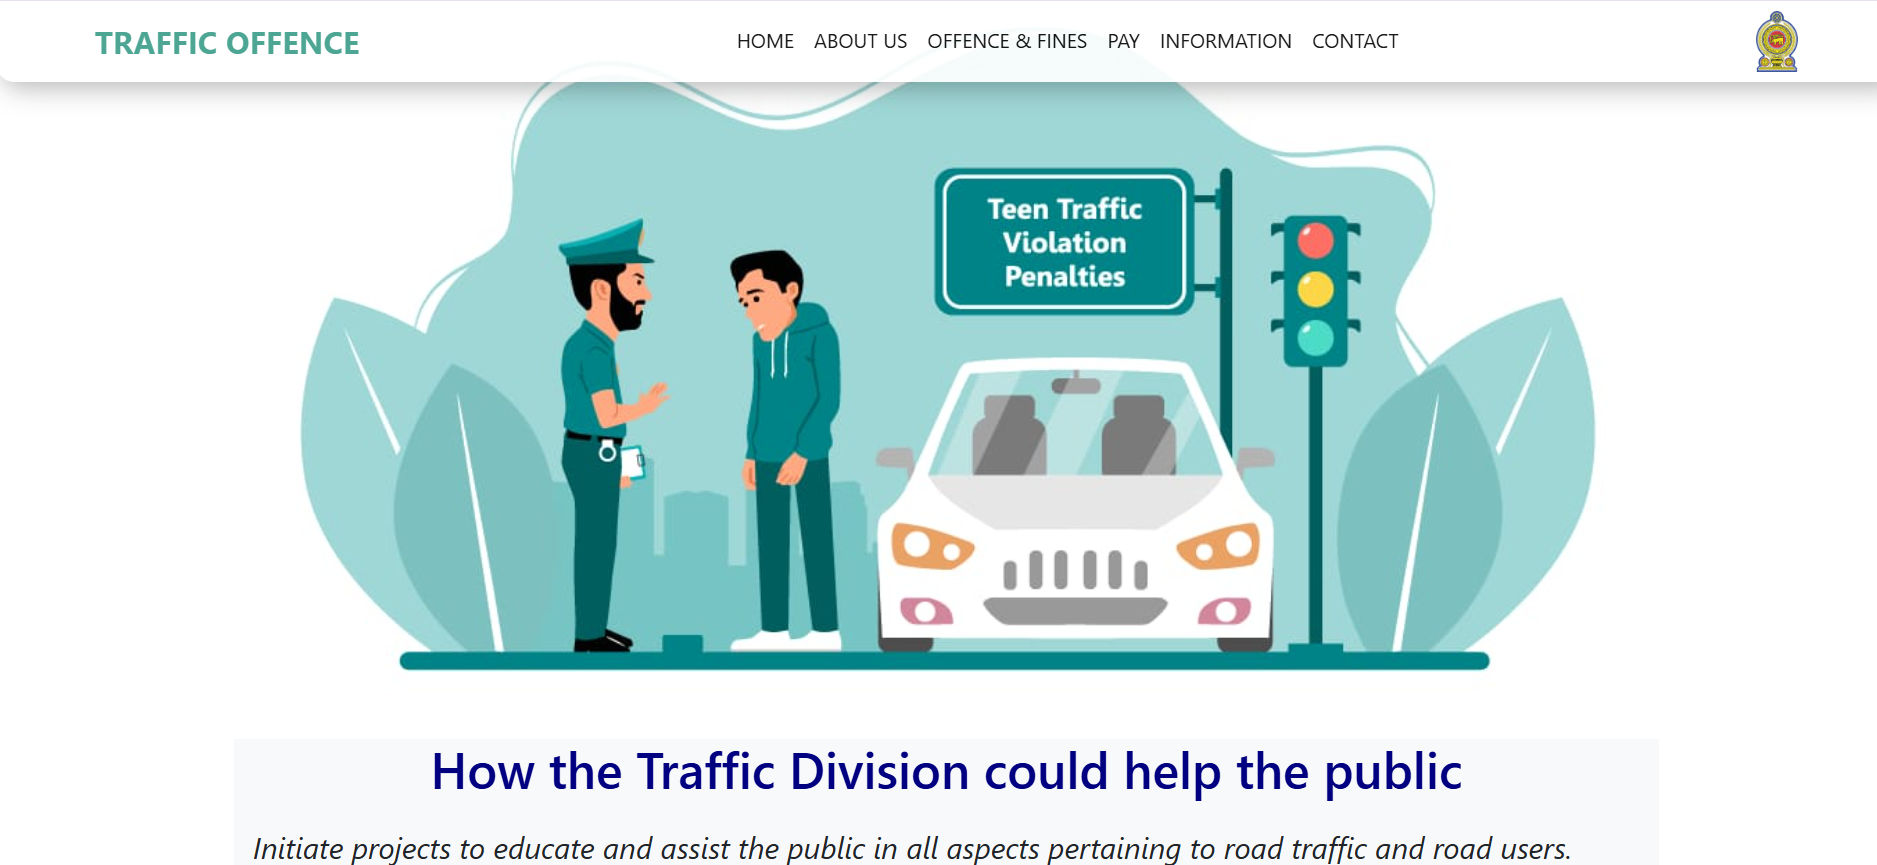 TRAFFIC OFFENCE
HOME ABOUT US OFFENCE & FINES PAY INFORMATION CONTACT
Teen Traffic
Violation
Penalties
How the Traffic Division could help the public
Initiate projects to educate and assist the public in all aspects pertaining to road traffic and road users.